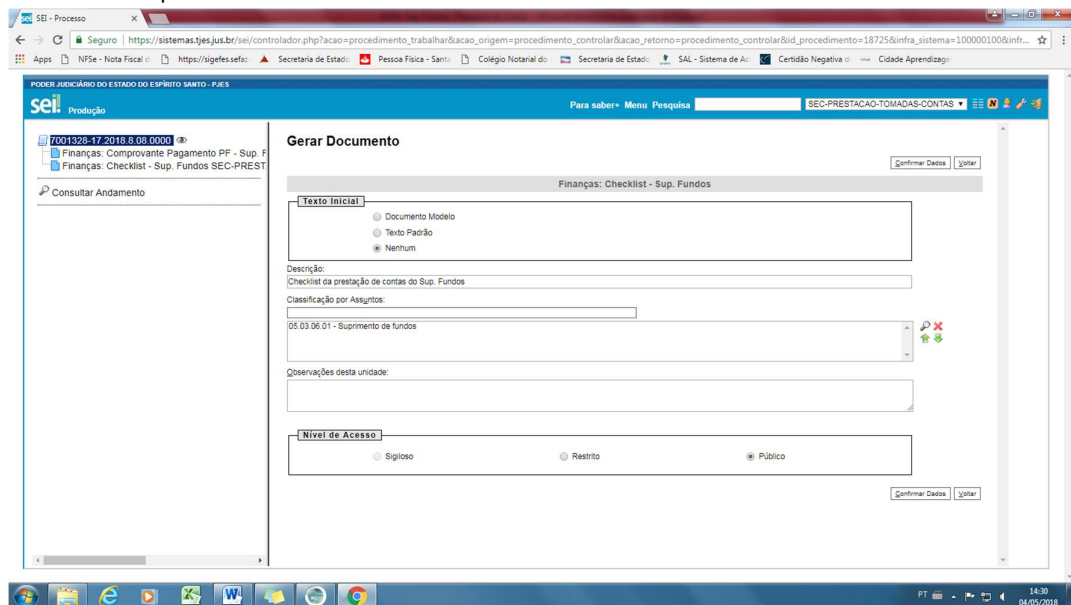 SEI - Processo
Seguro | https://sistemas.tjes.jus.br/sei/controlador.php?acao=procedimento_trabalhar&acao_origem=procedimento_controlar&acao_retorno=procedimento_controlar&id_procedimento=18725&infra_sistema=100000100&infr...
Apps NFSe - Nota Fiscal d https://sigefes.sefaz Secretaria de Estado Pessoa Física - Santa Colégio Notarial do Secretaria de Estado SAL - Sistema de Ac Certidão Negativa d Cidade Aprendizage
PODER JUDICIÁRIO DO ESTADO DO ESPÍRITO SANTO - PJES
sei! Produção Para saber+ Menu Pesquisa SEC-PRESTACAO-TOMADAS-CONTAS
7001328-17.2018.8.08.0000
Finanças: Comprovante Pagamento PF - Sup. F
Finanças: Checklist - Sup. Fundos SEC-PREST
Consultar Andamento
Gerar Documento
Confirmar Dados Voltar
Finanças: Checklist - Sup. Fundos
Texto Inicial
Documento Modelo
Texto Padrão
Nenhum
Descrição:
Checklist da prestação de contas do Sup. Fundos
Classificação por Assuntos:
05.03.06.01 - Suprimento de fundos
Observações desta unidade:
Nível de Acesso
Sigiloso Restrito Público
Confirmar Dados Voltar
PT 14:30
04/05/2018